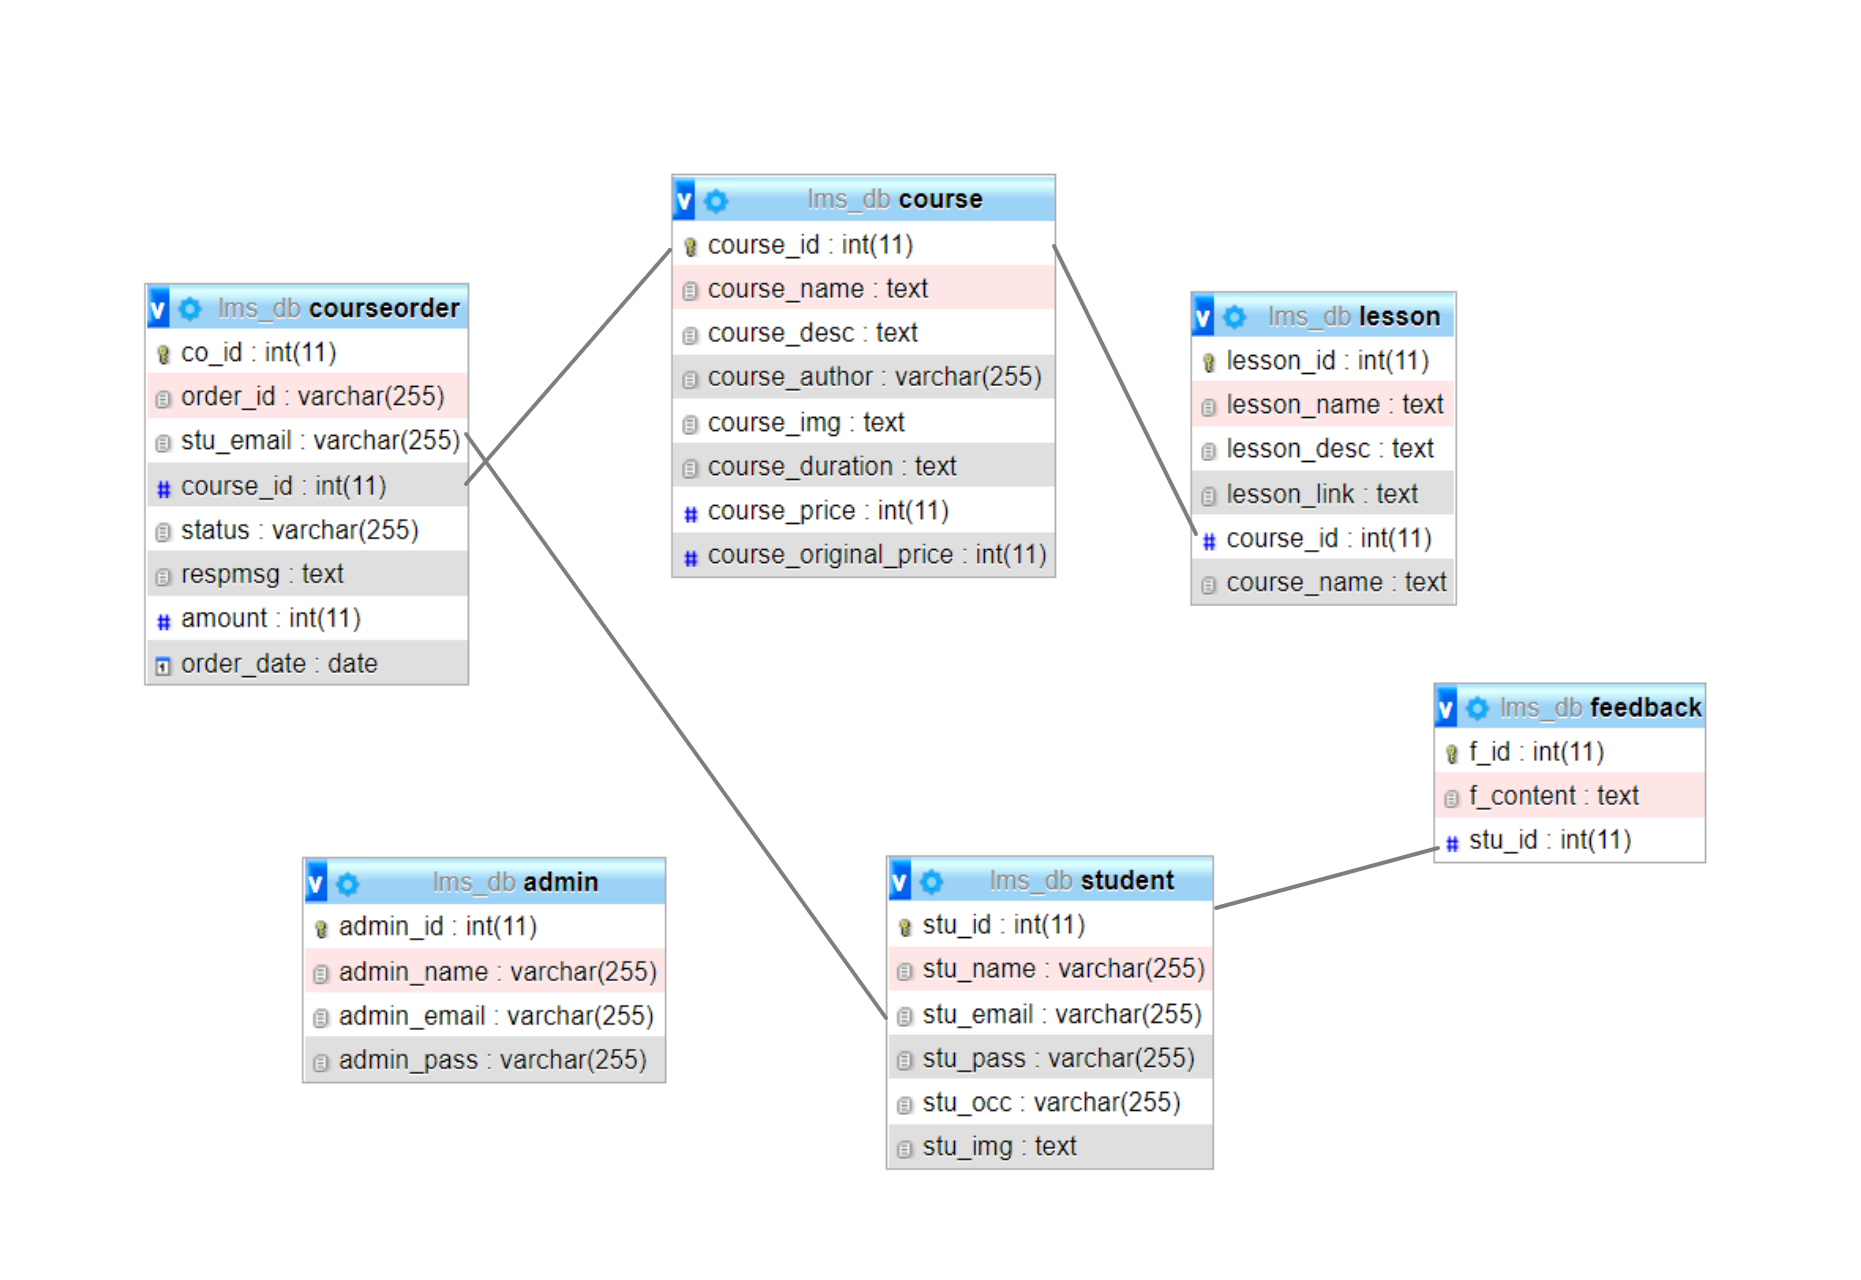 v lms_db course
course_id : int(11)
course_name : text
course_desc : text
course_author : varchar(255)
course_img : text
course_duration : text
# course_price : int(11)
# course_original_price : int(11)
v lms_db courseorder
co_id : int(11)
order_id : varchar(255)
stu_email : varchar(255)
# course_id : int(11)
status : varchar(255)
respmsg : text
# amount : int(11)
order_date : date
v lms_db lesson
lesson_id : int(11)
lesson_name : text
lesson_desc : text
lesson_link : text
# course_id : int(11)
course_name : text
v lms_db feedback
f_id : int(11)
f_content : text
# stu_id : int(11)
v lms_db admin
admin_id : int(11)
admin_name : varchar(255)
admin_email : varchar(255)
admin_pass : varchar(255)
v lms_db student
stu_id : int(11)
stu_name : varchar(255)
stu_email : varchar(255)
stu_pass : varchar(255)
stu_occ : varchar(255)
stu_img : text